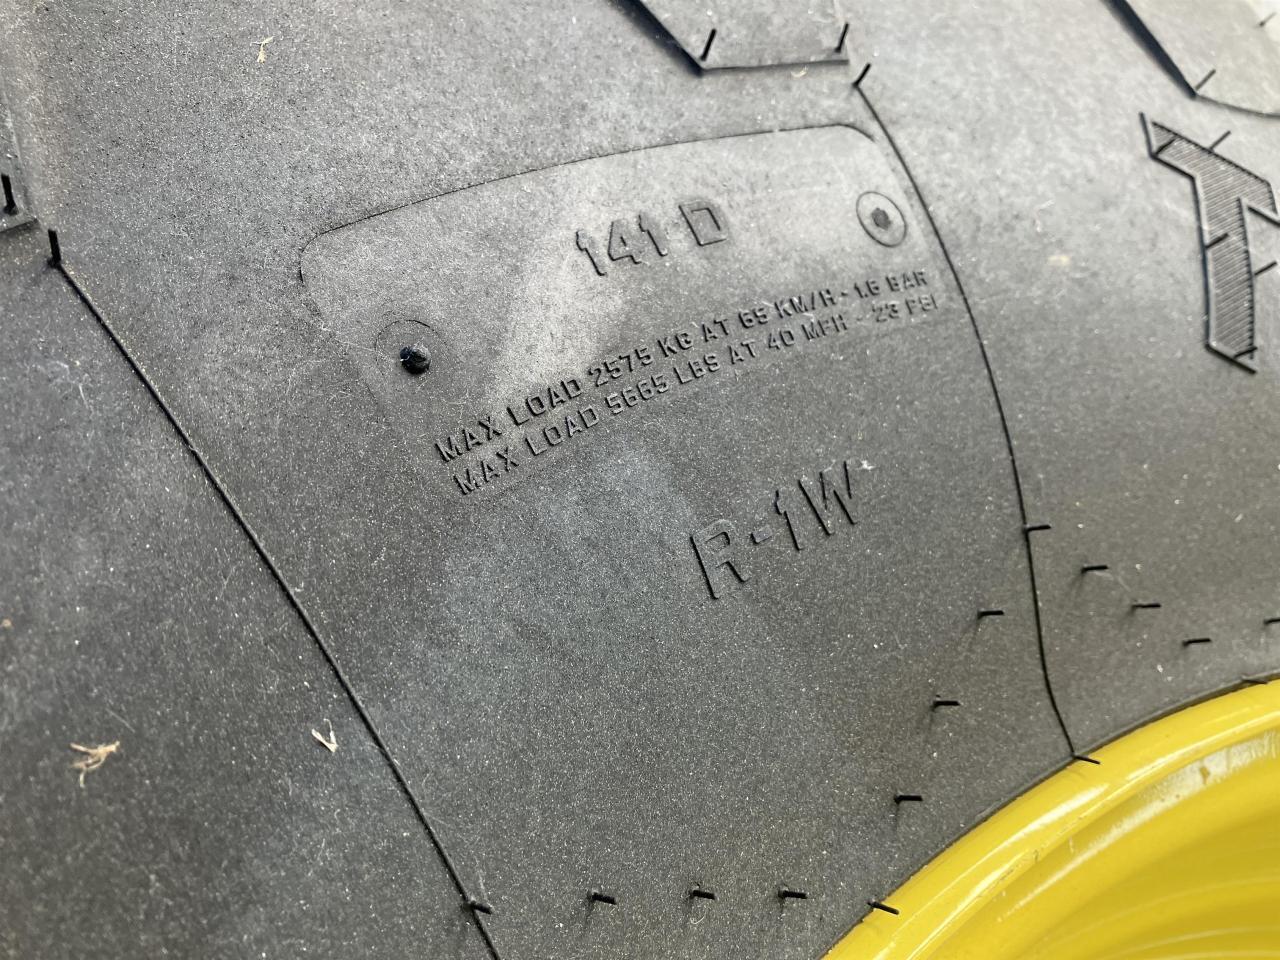 141 D
MAX LOAD 2575 KG AT 65 KM/H - 1.6 BAR
MAX LOAD 5665 LBS AT 40 MPH - 23 PSI
R-1W